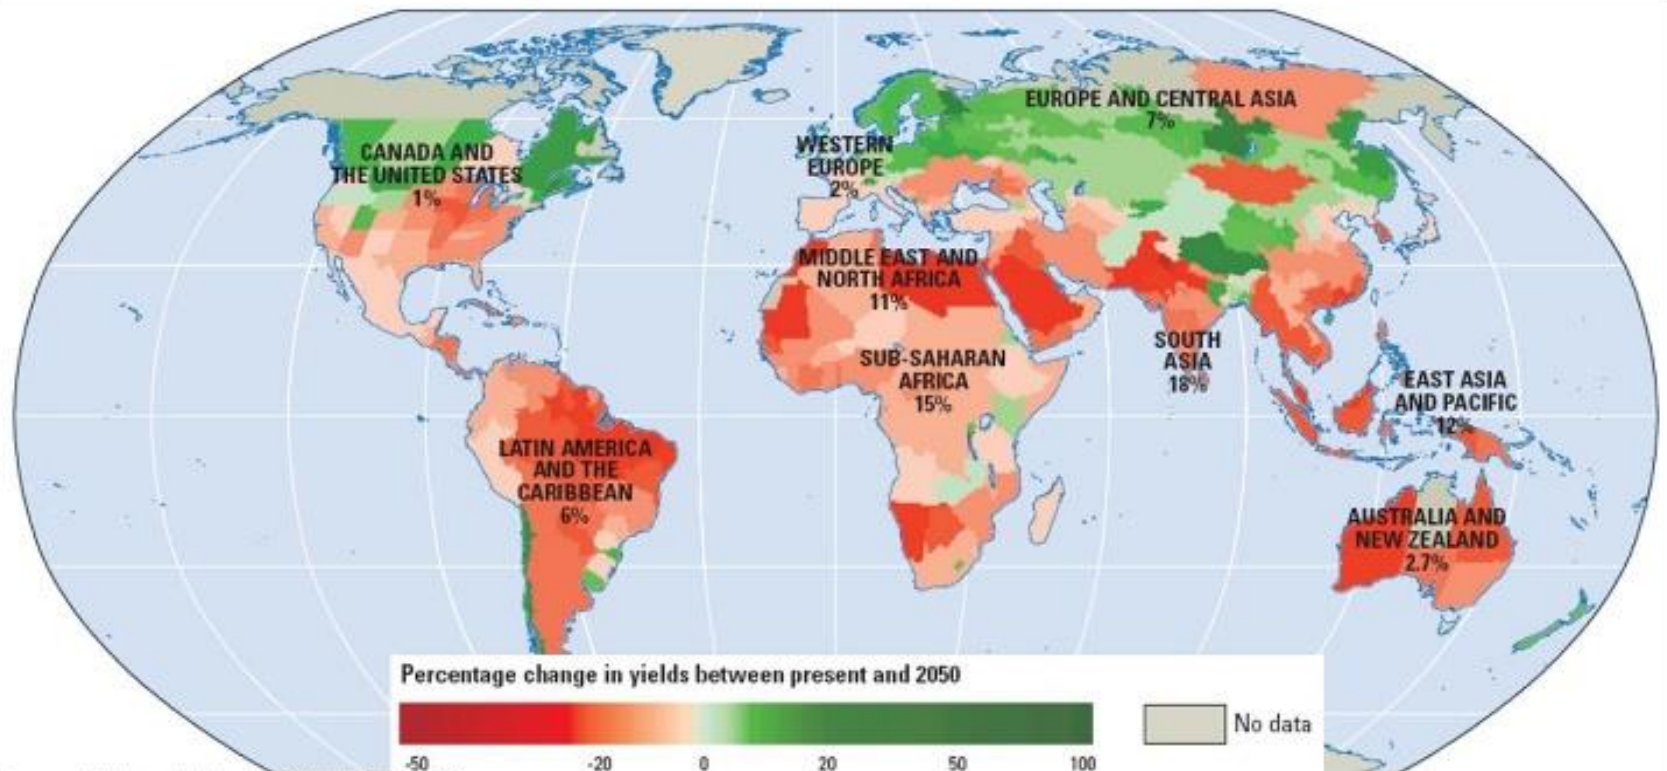 EUROPE AND CENTRAL ASIA
7%
WESTERN
EUROPE
2%
CANADA AND
THE UNITED STATES
1%
MIDDLE EAST AND
NORTH AFRICA
11%
SUB-SAHARAN
AFRICA
15%
SOUTH
ASIA
18%
EAST ASIA
AND PACIFIC
12%
LATIN AMERICA
AND THE
CARIBBEAN
6%
AUSTRALIA AND
NEW ZEALAND
2.7%
Percentage change in yields between present and 2050
No data
-50 -20 0 20 50 100